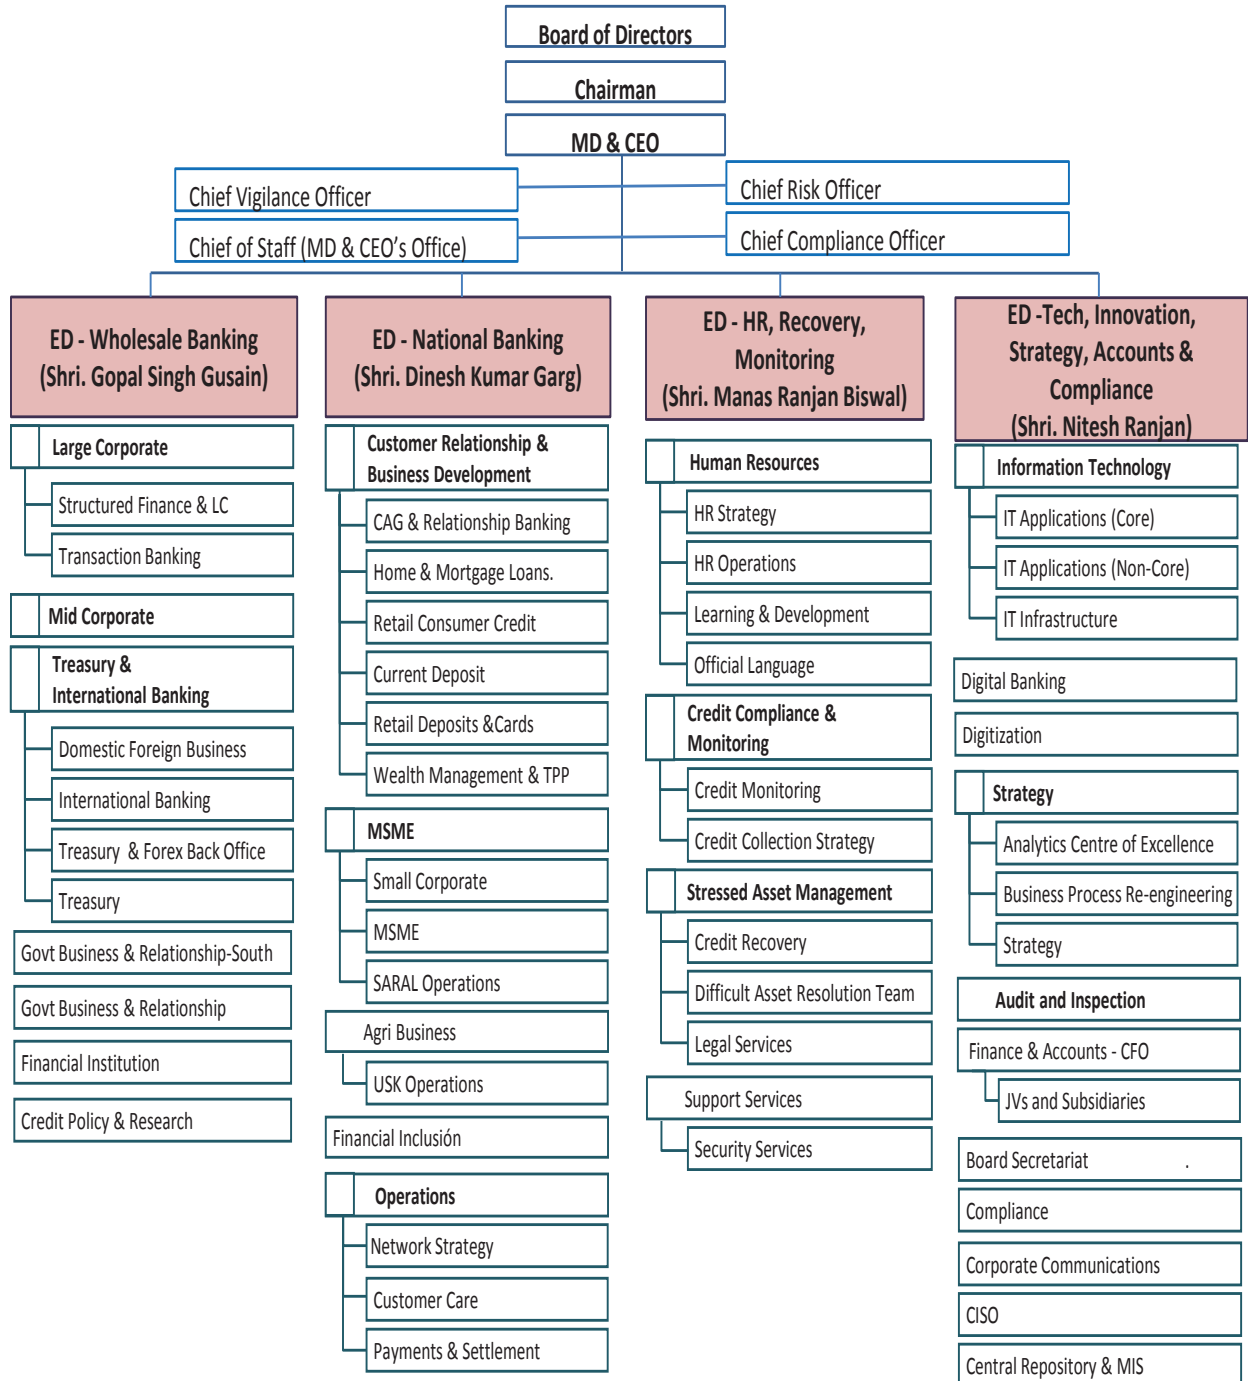 Board of Directors
Chairman
MD & CEO
Chief Vigilance Officer
Chief Risk Officer
Chief of Staff (MD & CEO’s Office)
Chief Compliance Officer
ED - Wholesale Banking
(Shri. Gopal Singh Gusain)
Large Corporate
Structured Finance & LC
Transaction Banking
Mid Corporate
Treasury &
International Banking
Domestic Foreign Business
International Banking
Treasury & Forex Back Office
Treasury
Govt Business & Relationship-South
Govt Business & Relationship
Financial Institution
Credit Policy & Research
ED - National Banking
(Shri. Dinesh Kumar Garg)
Customer Relationship &
Business Development
CAG & Relationship Banking
Home & Mortgage Loans.
Retail Consumer Credit
Current Deposit
Retail Deposits &Cards
Wealth Management & TPP
MSME
Small Corporate
MSME
SARAL Operations
Agri Business
USK Operations
Financial Inclusión
Operations
Network Strategy
Customer Care
Payments & Settlement
ED - HR, Recovery,
Monitoring
(Shri. Manas Ranjan Biswal)
Human Resources
HR Strategy
HR Operations
Learning & Development
Official Language
Credit Compliance &
Monitoring
Credit Monitoring
Credit Collection Strategy
Stressed Asset Management
Credit Recovery
Difficult Asset Resolution Team
Legal Services
Support Services
Security Services
ED -Tech, Innovation,
Strategy, Accounts &
Compliance
(Shri. Nitesh Ranjan)
Information Technology
IT Applications (Core)
IT Applications (Non-Core)
IT Infrastructure
Digital Banking
Digitization
Strategy
Analytics Centre of Excellence
Business Process Re-engineering
Strategy
Audit and Inspection
Finance & Accounts - CFO
JVs and Subsidiaries
Board Secretariat .
Compliance
Corporate Communications
CISO
Central Repository & MIS